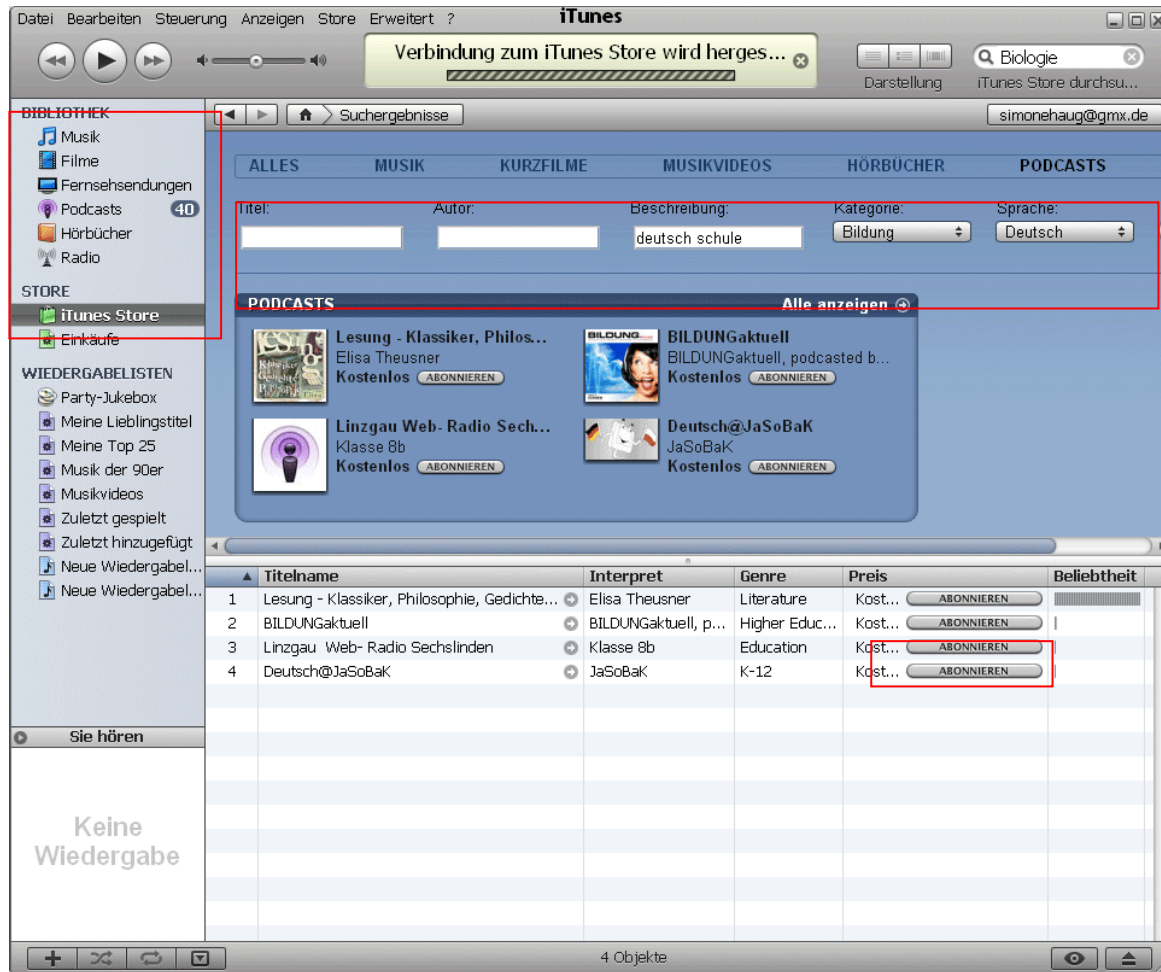 Datei Bearbeiten Steuerung Anzeigen Store Erweitert ?
iTunes
Verbindung zum iTunes Store wird herges...
Biologie
Darstellung
iTunes Store durchsu...
BIBLIOTHEK
Musik
Filme
Fernsehsendungen
Podcasts 40
Hörbücher
Radio
STORE
iTunes Store
Einkäufe
WIEDERGABELISTEN
Party-Jukebox
Meine Lieblingstitel
Meine Top 25
Musik der 90er
Musikvideos
Zuletzt gespielt
Zuletzt hinzugefügt
Neue Wiedergabel...
Neue Wiedergabel...
Sie hören
Keine
Wiedergabe
Suchergebnisse
simonehaug@gmx.de
ALLES MUSIK KURZFILME MUSIKVIDEOS HÖRBÜCHER PODCASTS
Titel: Autor: Beschreibung: Kategorie: Sprache:
deutsch schule Bildung Deutsch
PODCASTS Alle anzeigen
Lesung - Klassiker, Philos...
Elisa Theusner
Kostenlos ABONNIEREN
BILDUNG
BILDUNGaktuell
BILDUNGaktuell, podcasted b...
Kostenlos ABONNIEREN
Linzgau Web- Radio Sech...
Klasse 8b
Kostenlos ABONNIEREN
Deutsch@JaSoBaK
JaSoBaK
Kostenlos ABONNIEREN
Titelname Interpret Genre Preis Beliebtheit
1 Lesung - Klassiker, Philosophie, Gedichte... Elisa Theusner Literature Kost... ABONNIEREN
2 BILDUNGaktuell BILDUNGaktuell, p... Higher Educ... Kost... ABONNIEREN
3 Linzgau Web- Radio Sechslinden Klasse 8b Education Kost... ABONNIEREN
4 Deutsch@JaSoBaK JaSoBaK K-12 Kost... ABONNIEREN
4 Objekte